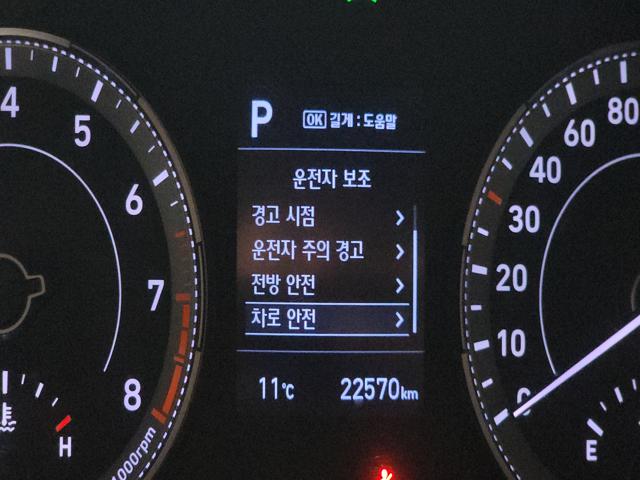 P
OK 길게 : 도움말
운전자 보조
경고 시점
운전자 주의 경고
전방 안전
차로 안전
11℃
22570km
4
5
6
7
8
1000rpm
H
80
60
40
30
20
10
0
E